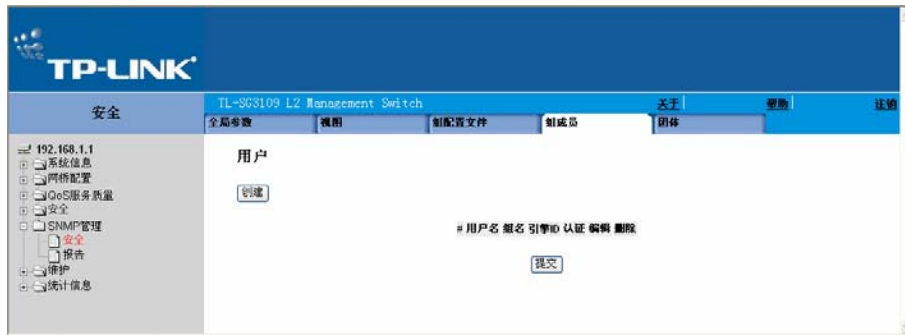 TP-LINK
安全
TL-SG3109 L2 Management Switch
关于
帮助
注销
全局参数
视图
组配置文件
组成员
团体
192.168.1.1
系统信息
网桥配置
QoS服务质量
安全
SNMP管理
安全
报告
维护
统计信息
用户
创建
# 用户名 组名 引擎ID 认证 编辑 删除
提交